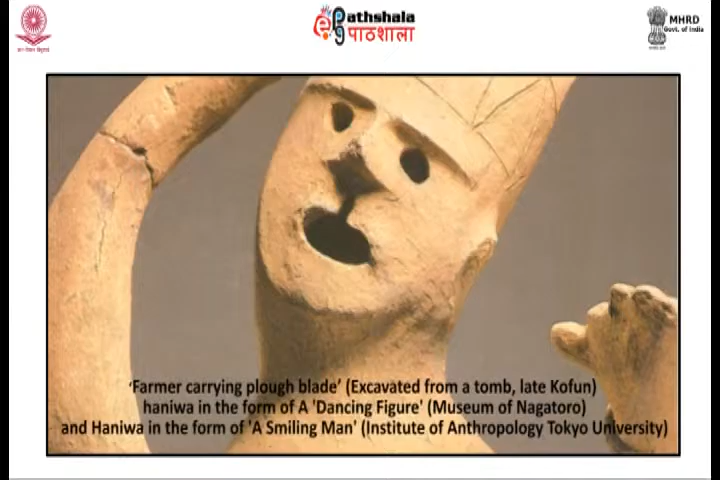 ePathshala
पाठशाला
MHRD
Govt. of India
'Farmer carrying plough blade' (Excavated from a tomb, late Kofun)
haniwa in the form of A 'Dancing Figure' (Museum of Nagatoro)
and Haniwa in the form of 'A Smiling Man' (Institute of Anthropology Tokyo University)